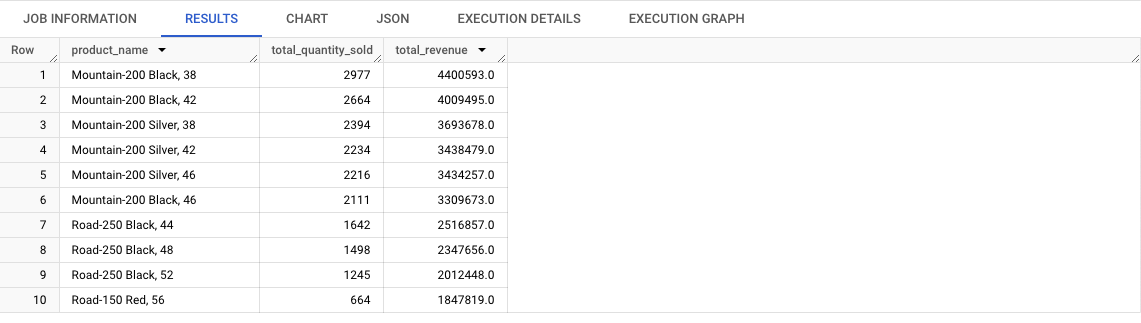 JOB INFORMATION RESULTS CHART JSON EXECUTION DETAILS EXECUTION GRAPH
Row product_name total_quantity_sold total_revenue
1 Mountain-200 Black, 38 2977 4400593.0
2 Mountain-200 Black, 42 2664 4009495.0
3 Mountain-200 Silver, 38 2394 3693678.0
4 Mountain-200 Silver, 42 2234 3438479.0
5 Mountain-200 Silver, 46 2216 3434257.0
6 Mountain-200 Black, 46 2111 3309673.0
7 Road-250 Black, 44 1642 2516857.0
8 Road-250 Black, 48 1498 2347656.0
9 Road-250 Black, 52 1245 2012448.0
10 Road-150 Red, 56 664 1847819.0